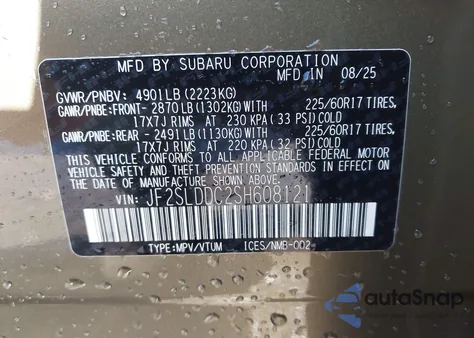 MFD BY SUBARU CORPORATION
MFD IN 08/25
GVWR/PNBV: 4901LB (2223KG)
GAWR/PNBE:FRONT- 2870LB(1302KG)WITH 225/60R17 TIRES,
17X7J RIMS AT 230 KPA(33 PSI)COLD
GAWR/PNBE:REAR - 2491LB(1130KG)WITH 225/60R17 TIRES,
17X7J RIMS AT 220 KPA(32 PSI)COLD
THIS VEHICLE CONFORMS TO ALL APPLICABLE FEDERAL MOTOR
VEHICLE SAFETY AND THEFT PREVENTION STANDARDS IN EFFECT
ON THE DATE OF MANUFACTURE SHOWN ABOVE.
VIN: JF2SLDDC2SH608121
TYPE:MPV/VTUM ICES/NMB-002
autoSnap